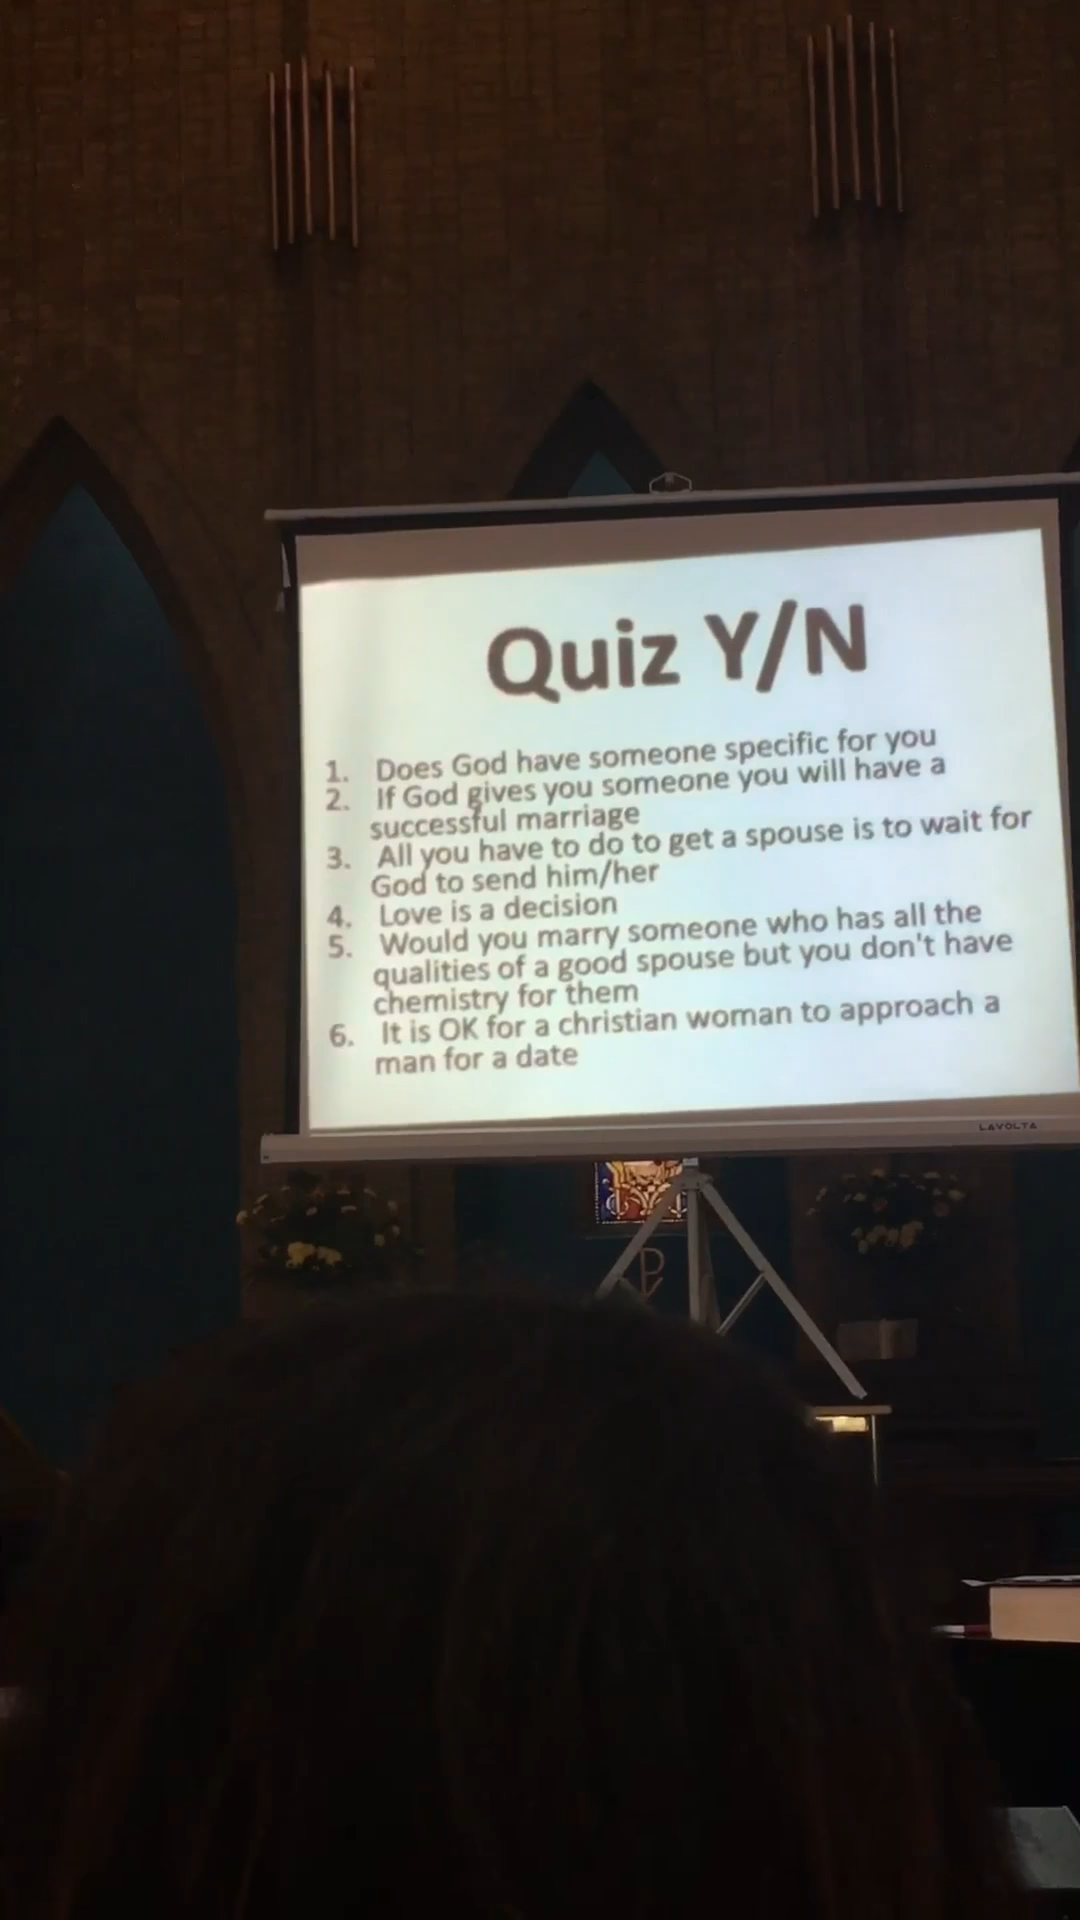 Quiz Y/N
1. Does God have someone specific for you
2. If God gives you someone you will have a
successful marriage
3. All you have to do to get a spouse is to wait for
God to send him/her
4. Love is a decision
5. Would you marry someone who has all the
qualities of a good spouse but you don't have
chemistry for them
6. It is OK for a christian woman to approach a
man for a date
LAVOLTA